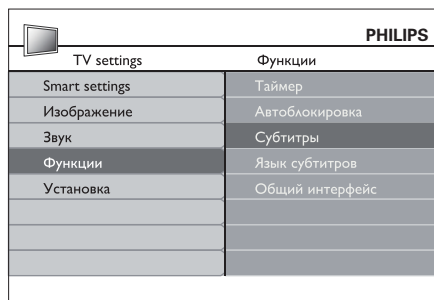 PHILIPS
TV settings
Функции
Smart settings
Изображение
Звук
Функции
Установка
Таймер
Автоблокировка
Субтитры
Язык субтитров
Общий интерфейс